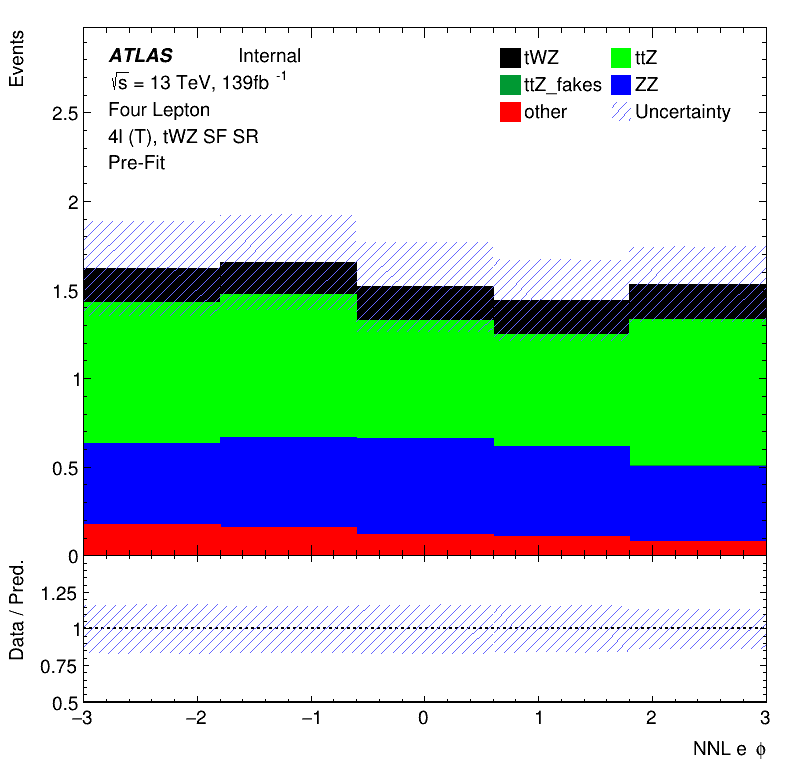 Events
ATLAS Internal
√s = 13 TeV, 139fb⁻¹
Four Lepton
4l (T), tWZ SF SR
Pre-Fit
tWZ ttZ
ttZ_fakes ZZ
other Uncertainty
2.5
2
1.5
1
0.5
0
Data / Pred.
1.25
1
0.75
0.5
−3 −2 −1 0 1 2 3
NNL e ϕ